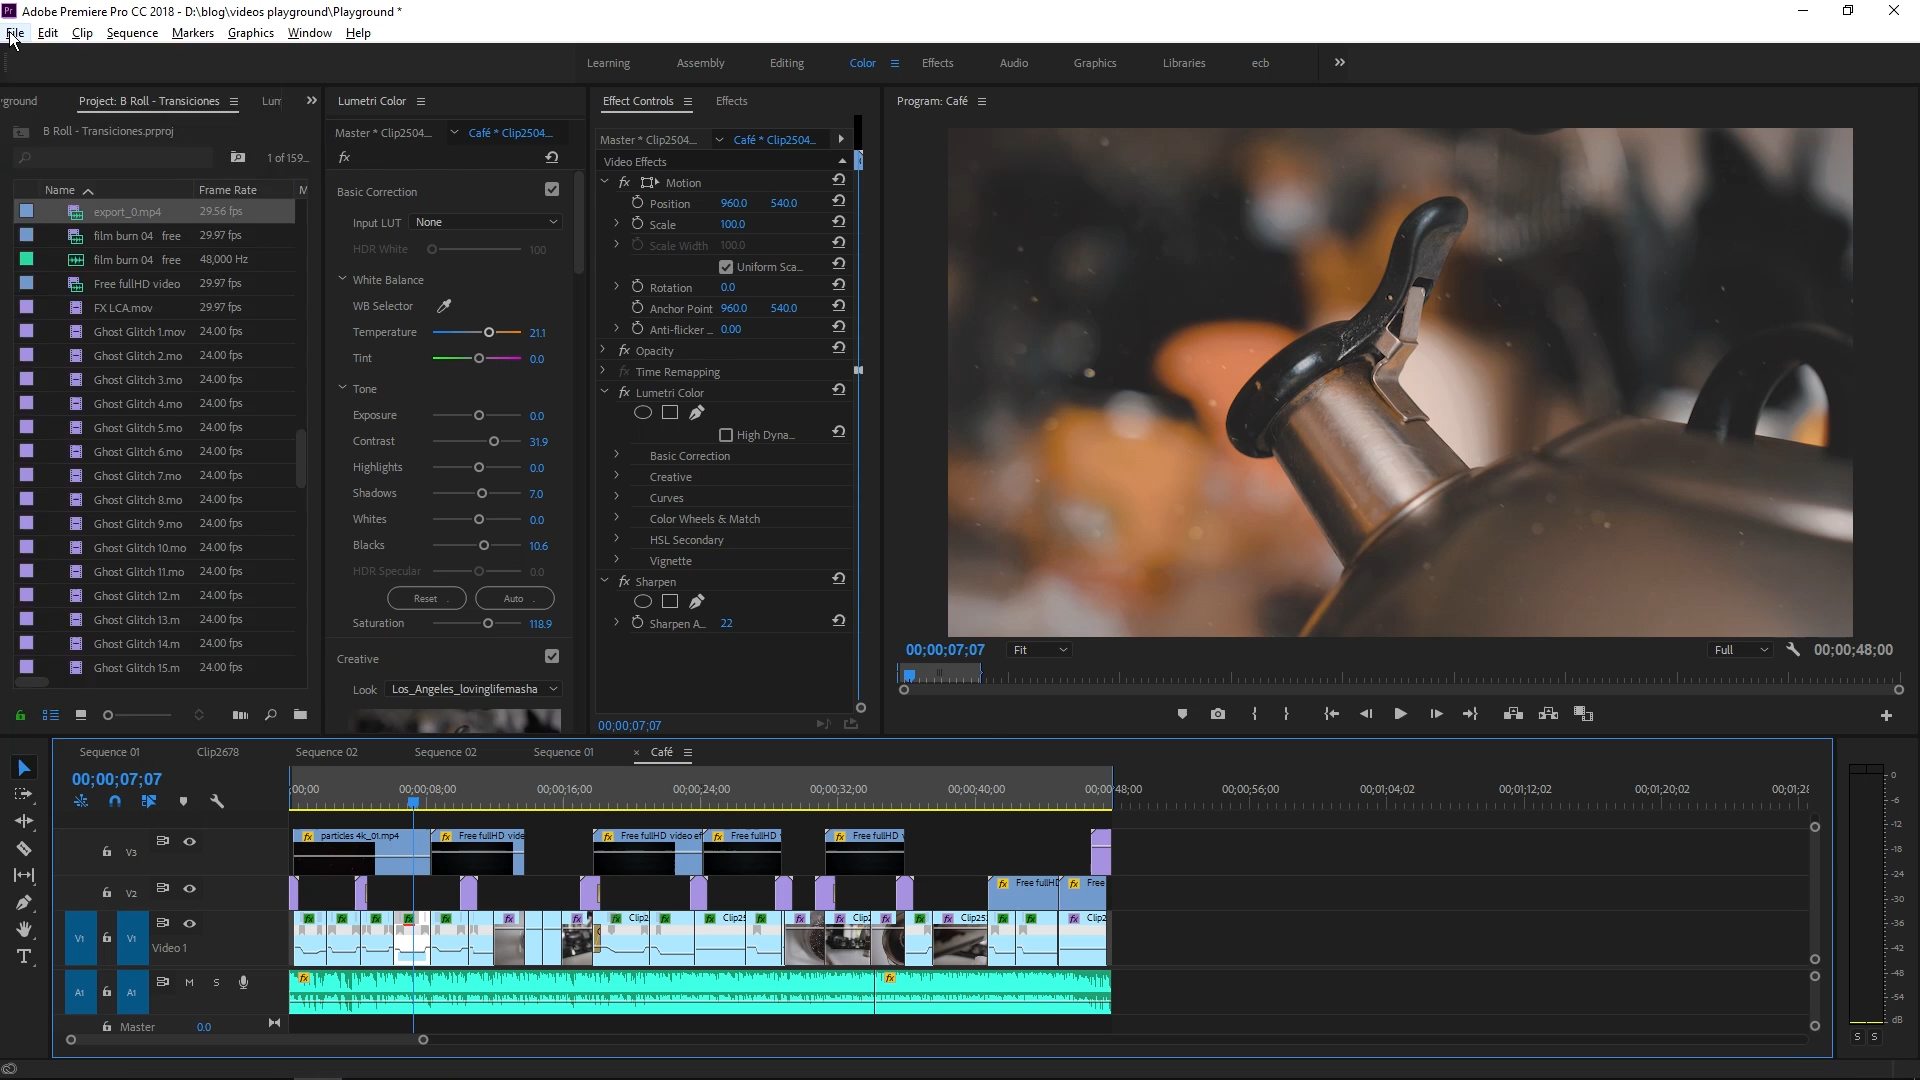 Adobe Premiere Pro CC 2018 - D:\blog\videos playground\Playground *
File Edit Clip Sequence Markers Graphics Window Help
Learning Assembly Editing Color Effects Audio Graphics Libraries ecb
ground Project: B Roll - Transiciones Lum
B Roll - Transiciones.prproj
1 of 159...
Name Frame Rate M
export_0.mp4 29.56 fps
film burn 04 free 29.97 fps
film burn 04 free 48,000 Hz
Free fullHD video 29.97 fps
FX LCA.mov 29.97 fps
Ghost Glitch 1.mov 24.00 fps
Ghost Glitch 2.mo 24.00 fps
Ghost Glitch 3.mo 24.00 fps
Ghost Glitch 4.mo 24.00 fps
Ghost Glitch 5.mo 24.00 fps
Ghost Glitch 6.mo 24.00 fps
Ghost Glitch 7.mo 24.00 fps
Ghost Glitch 8.mo 24.00 fps
Ghost Glitch 9.mo 24.00 fps
Ghost Glitch 10.mo 24.00 fps
Ghost Glitch 11.mo 24.00 fps
Ghost Glitch 12.m 24.00 fps
Ghost Glitch 13.m 24.00 fps
Ghost Glitch 14.m 24.00 fps
Ghost Glitch 15.m 24.00 fps
Lumetri Color
Master * Clip2504... Café * Clip2504...
fx
Basic Correction
Input LUT None
HDR White 100
White Balance
WB Selector
Temperature 21.1
Tint 0.0
Tone
Exposure 0.0
Contrast 31.9
Highlights 0.0
Shadows 7.0
Whites 0.0
Blacks 10.6
HDR Specular 0.0
Reset Auto
Saturation 118.9
Creative
Look Los_Angeles_lovinglifemasha
Effect Controls Effects
Master * Clip2504... Café * Clip2504...
Video Effects
fx Motion
Position 960.0 540.0
Scale 100.0
Scale Width 100.0
Uniform Sca...
Rotation 0.0
Anchor Point 960.0 540.0
Anti-flicker ... 0.00
fx Opacity
fx Time Remapping
fx Lumetri Color
High Dyna...
Basic Correction
Creative
Curves
Color Wheels & Match
HSL Secondary
Vignette
fx Sharpen
Sharpen A... 22
00;00;07;07
Program: Café
00;00;07;07 Fit Full 00;00;48;00
Sequence 01 Clip2678 Sequence 02 Sequence 02 Sequence 01 × Café
00;00;07;07
;00;00 00;00;08;00 00;00;16;00 00;00;24;00 00;00;32;00 00;00;40;00 00;00;48;00 00;00;56;00 00;01;04;02 00;01;12;02 00;01;20;02 00;01;28
V3 fx particles 4k_01.mp4 fx Free fullHD vide fx Free fullHD video ef fx Free fullHD fx Free fullHD
V2 fx Free fullHD fx Free
V1 V1 Video 1 fx fx fx fx fx fx fx fx fx Clip2 fx fx Clip25 fx fx fx Clip2 fx fx fx Clip25 fx fx fx Clip2
A1 A1 M S fx fx
Master 0.0
0
-6
-12
-18
-24
-30
-36
-42
-48
-54
dB
S S